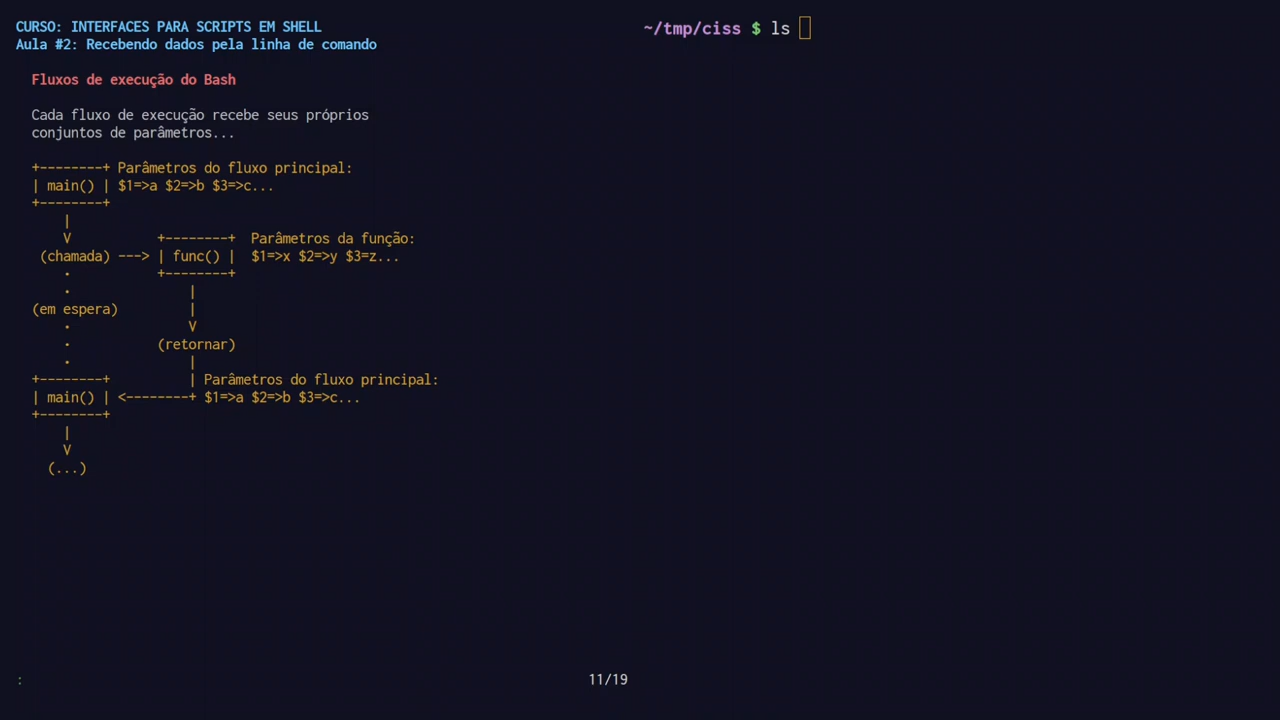 CURSO: INTERFACES PARA SCRIPTS EM SHELL
Aula #2: Recebendo dados pela linha de comando
Fluxos de execução do Bash
Cada fluxo de execução recebe seus próprios
conjuntos de parâmetros...
+--------+ Parâmetros do fluxo principal:
| main() | $1=>a $2=>b $3=>c...
+--------+
    |
    V       +--------+  Parâmetros da função:
 (chamada) ---> | func() |  $1=>x $2=>y $3=z...
    .       +--------+
    .           |
(em espera)     |
    .           V
    .       (retornar)
    .           |
+--------+      | Parâmetros do fluxo principal:
| main() | <--------+ $1=>a $2=>b $3=>c...
+--------+
    |
    V
  (...)
:
11/19
~/tmp/ciss $ ls